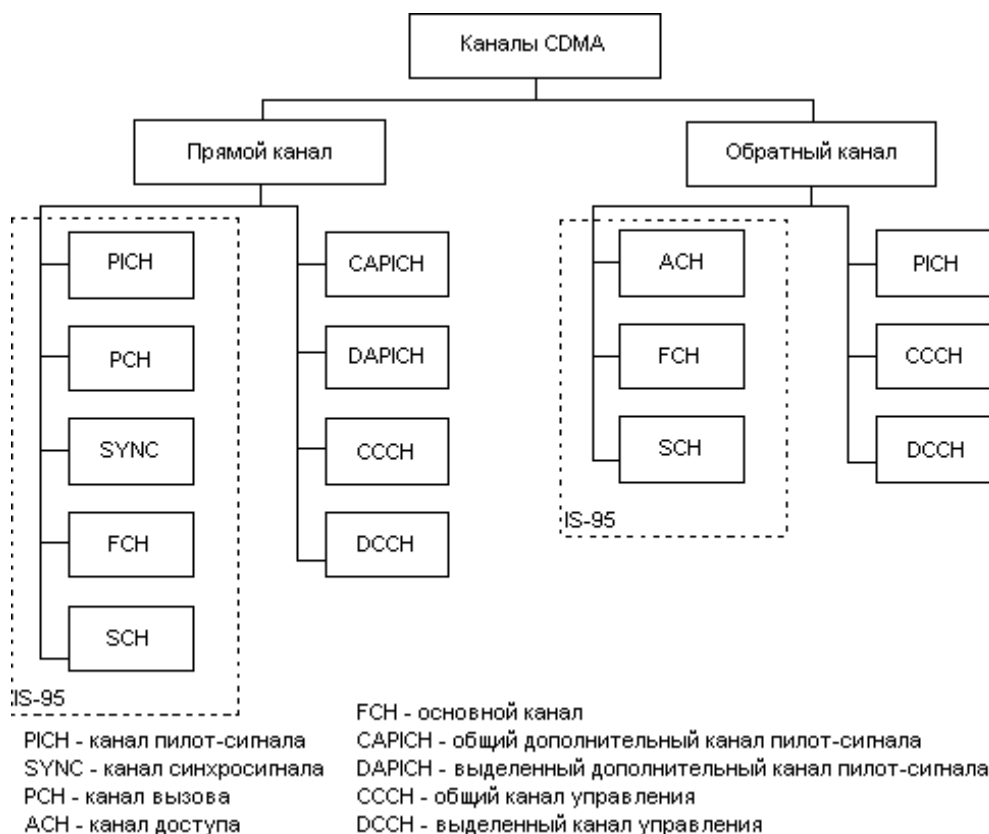 Каналы CDMA
Прямой канал
Обратный канал
PICH
PCH
SYNC
FCH
SCH
IS-95
CAPICH
DAPICH
CCCH
DCCH
ACH
FCH
SCH
IS-95
PICH
CCCH
DCCH
PICH - канал пилот-сигнала
SYNC - канал синхросигнала
PCH - канал вызова
ACH - канал доступа
FCH - основной канал
CAPICH - общий дополнительный канал пилот-сигнала
DAPICH - выделенный дополнительный канал пилот-сигнала
CCCH - общий канал управления
DCCH - выделенный канал управления